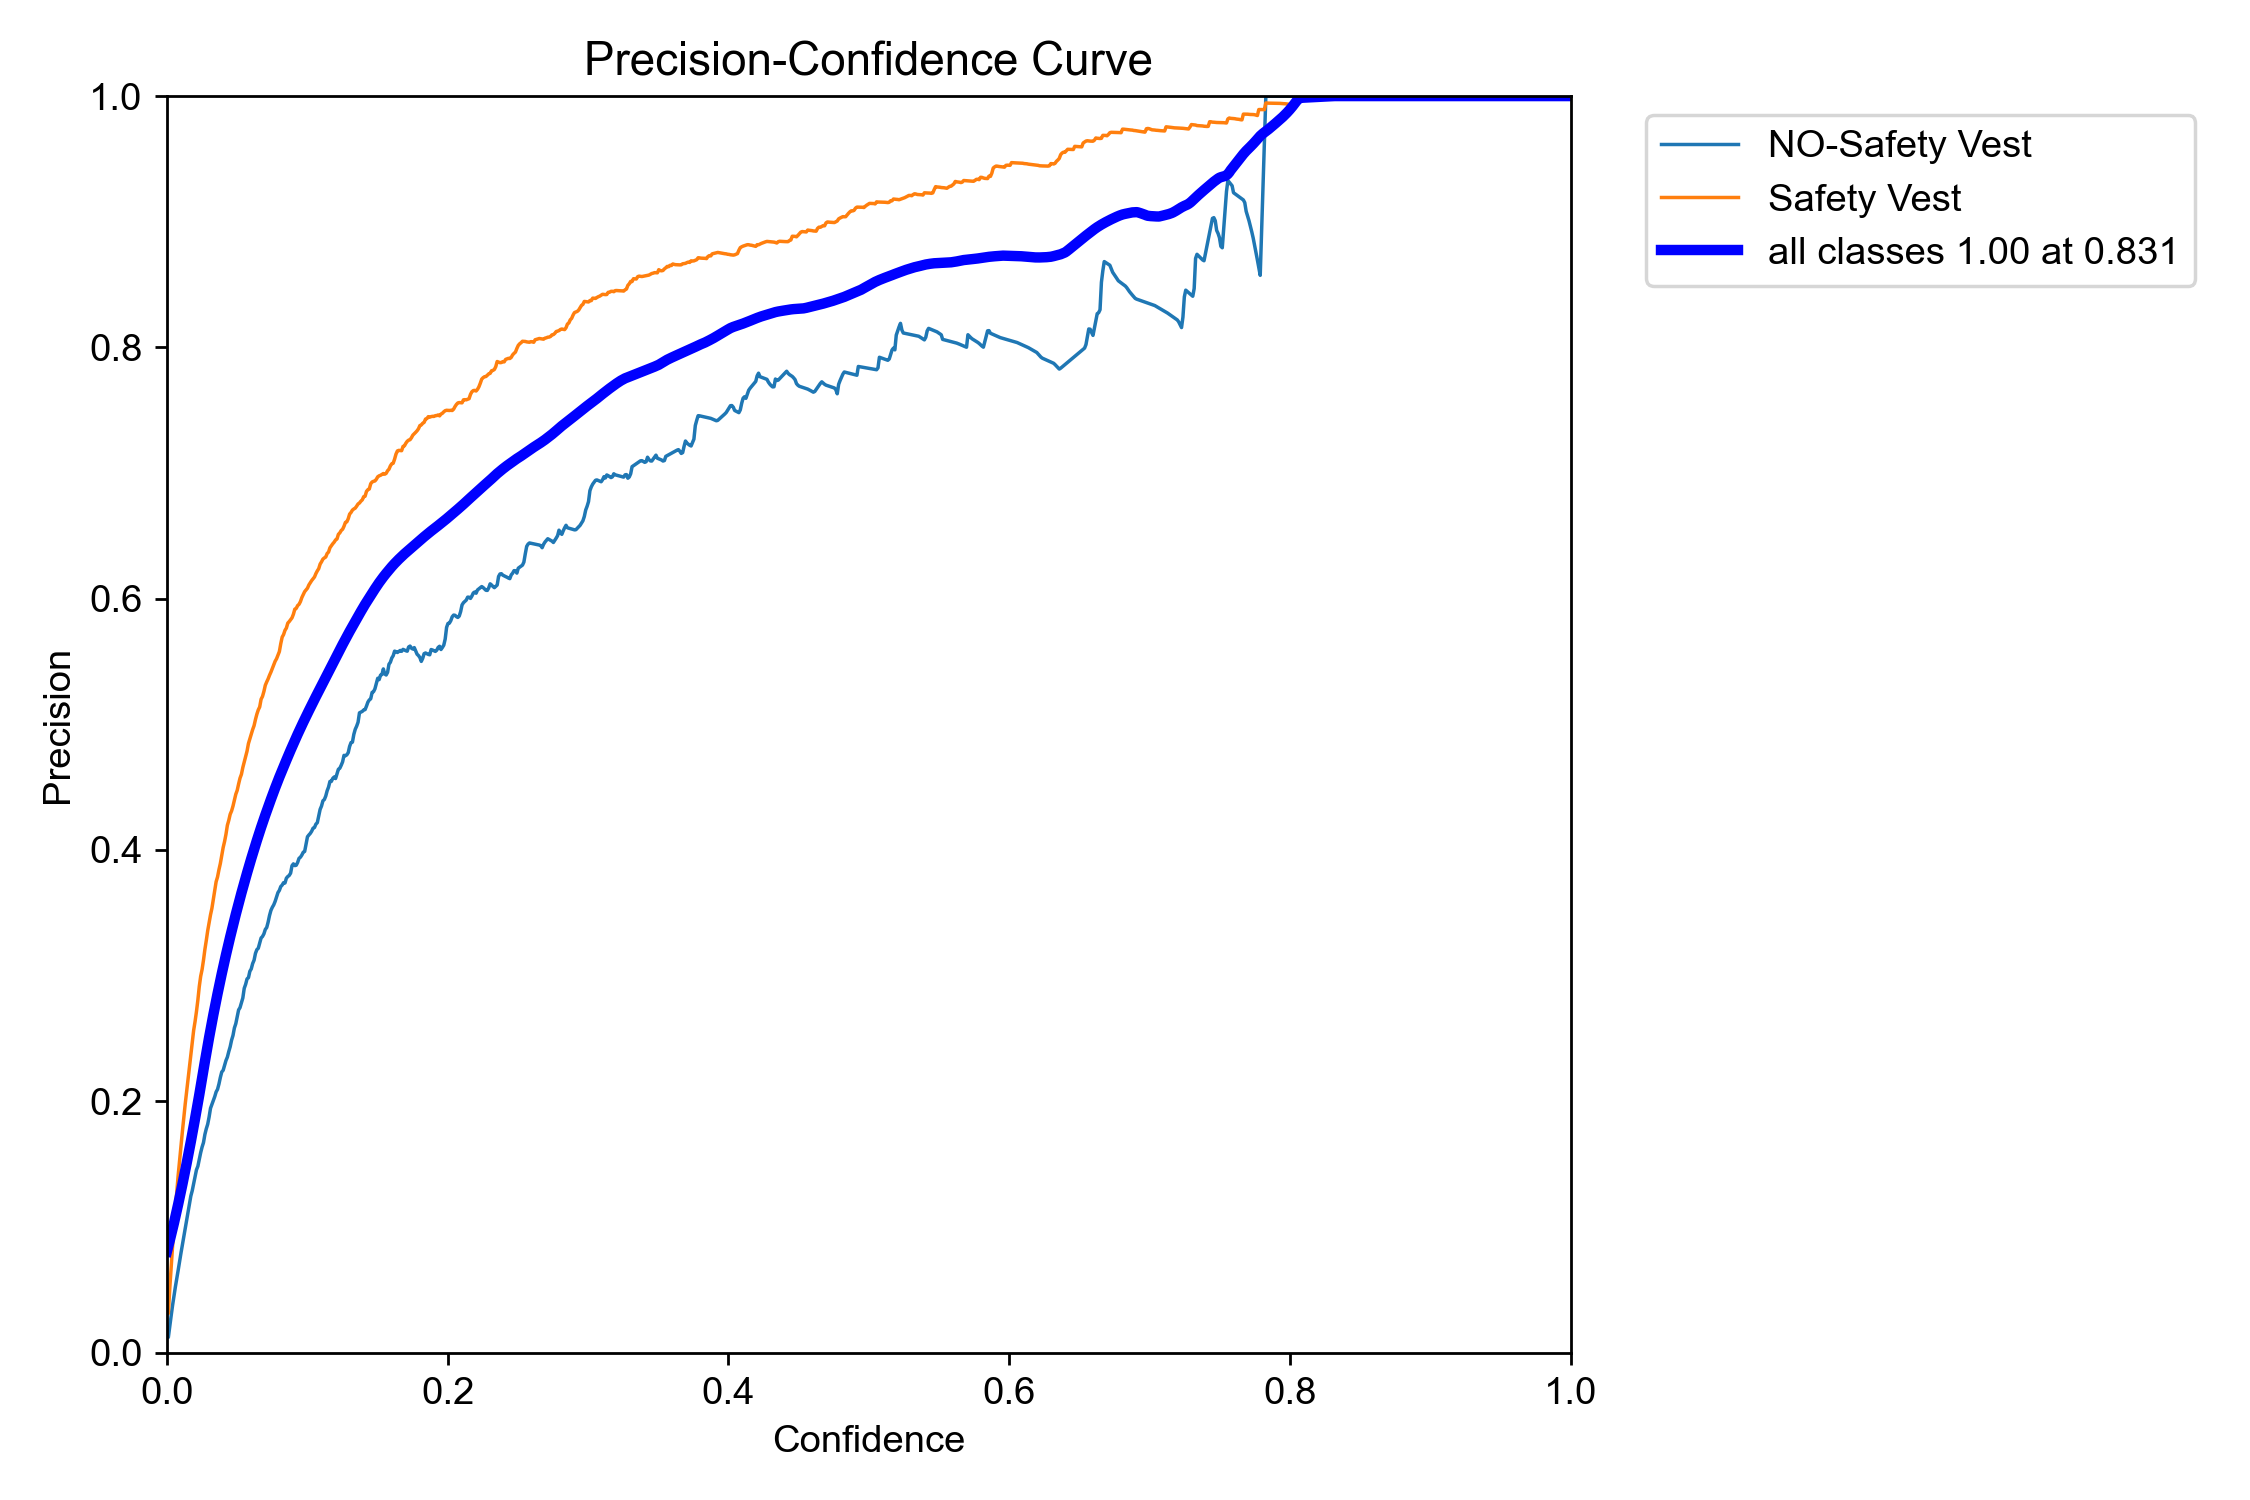 Precision-Confidence Curve
1.0
0.8
0.6
0.4
0.2
0.0
Precision
0.0 0.2 0.4 0.6 0.8 1.0
Confidence
NO-Safety Vest
Safety Vest
all classes 1.00 at 0.831